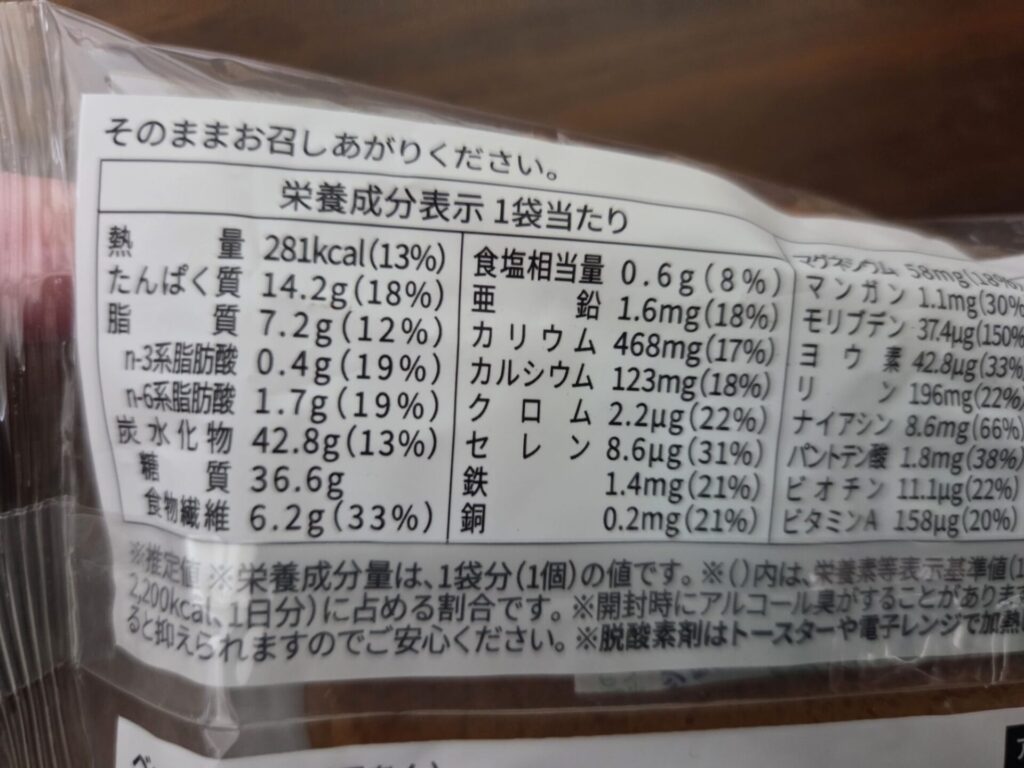 そのままお召しあがりください。
栄養成分表示 1袋当たり
熱量 281kcal(13%)
たんぱく質 14.2g(18%)
脂質 7.2g(12%)
n-3系脂肪酸 0.4g(19%)
n-6系脂肪酸 1.7g(19%)
炭水化物 42.8g(13%)
糖質 36.6g
食物繊維 6.2g(33%)
食塩相当量 0.6g(8%)
亜鉛 1.6mg(18%)
カリウム 468mg(17%)
カルシウム 123mg(18%)
クロム 2.2μg(22%)
セレン 8.6μg(31%)
鉄 1.4mg(21%)
銅 0.2mg(21%)
マグネシウム 58mg(18%)
マンガン 1.1mg(30%
モリブデン 37.4μg(150%
ヨウ素 42.8μg(33%)
リン 196mg(22%)
ナイアシン 8.6mg(66%)
パントテン酸 1.8mg(38%)
ビオチン 11.1μg(22%)
ビタミンA 158μg(20%)
※推定値 ※栄養成分量は、1袋分(1個)の値です。※()内は、栄養素等表示基準値(1
2,200kcal、1日分)に占める割合です。※開封時にアルコール臭がすることがあります
ると抑えられますのでご安心ください。※脱酸素剤はトースターや電子レンジで加熱